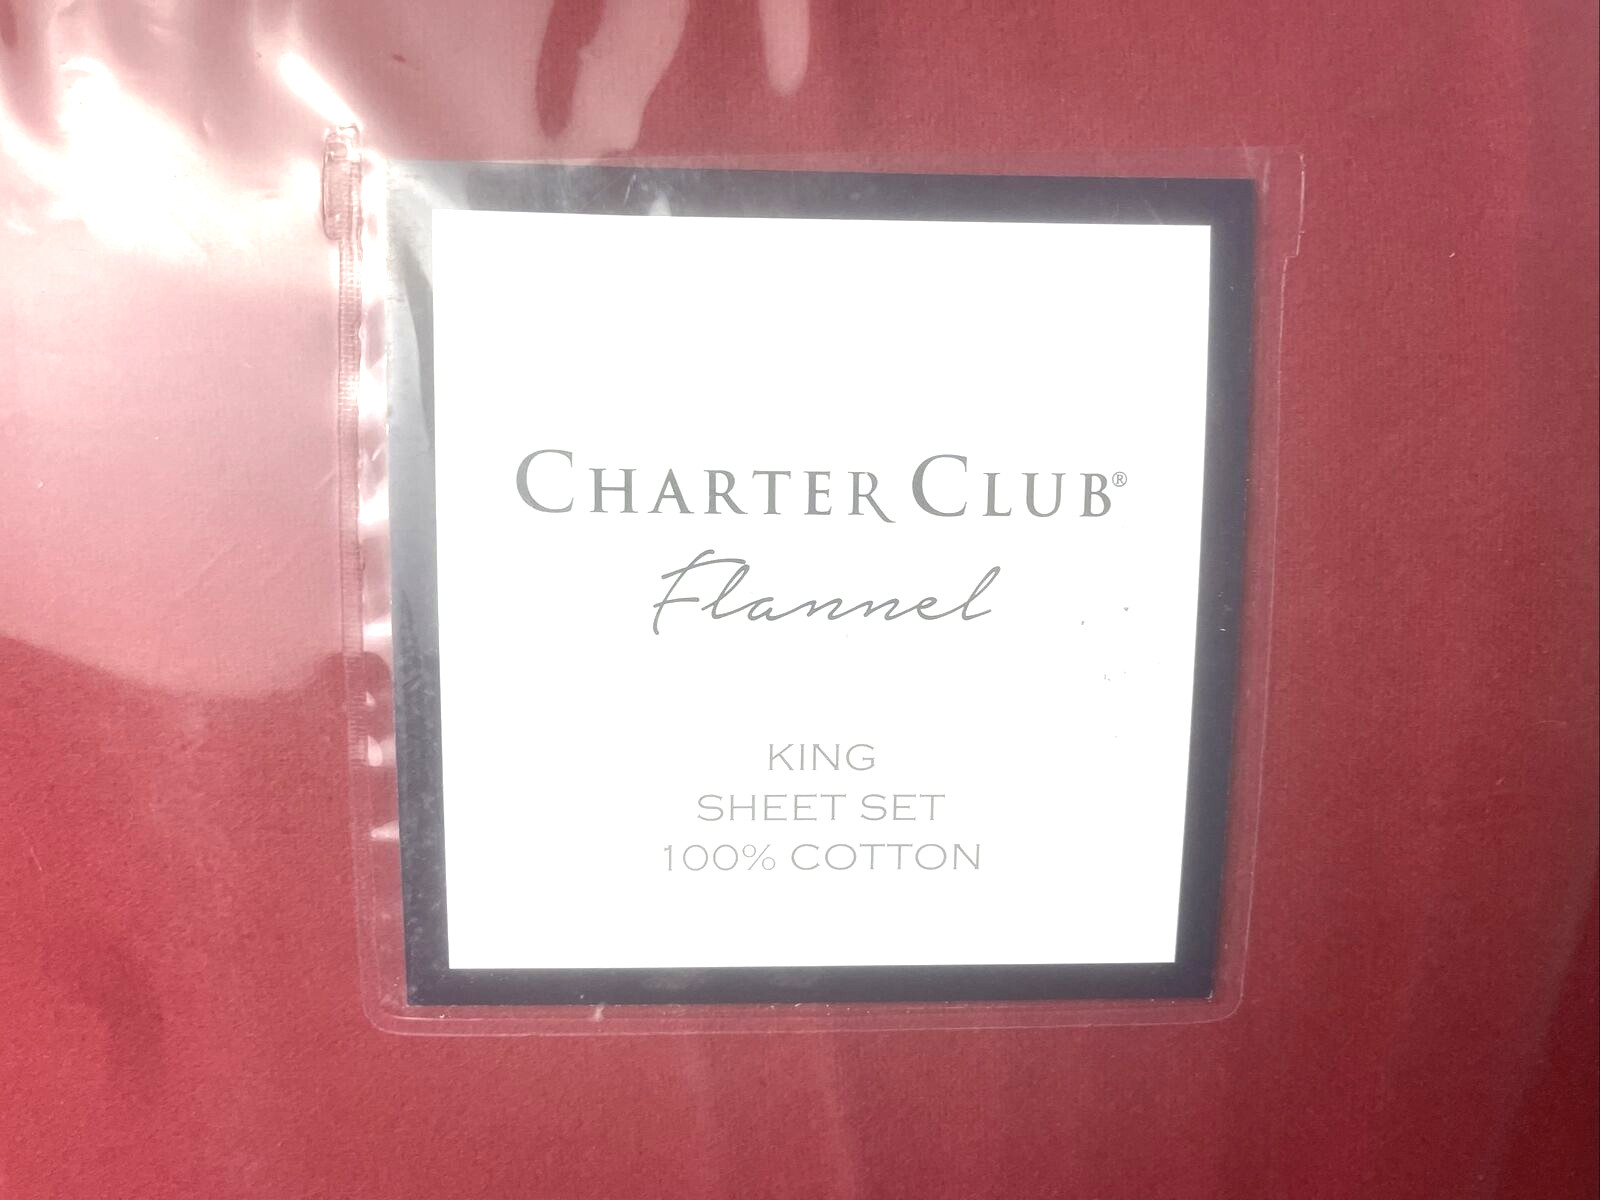 CHARTER CLUB®
Flannel
KING
SHEET SET
100% COTTON